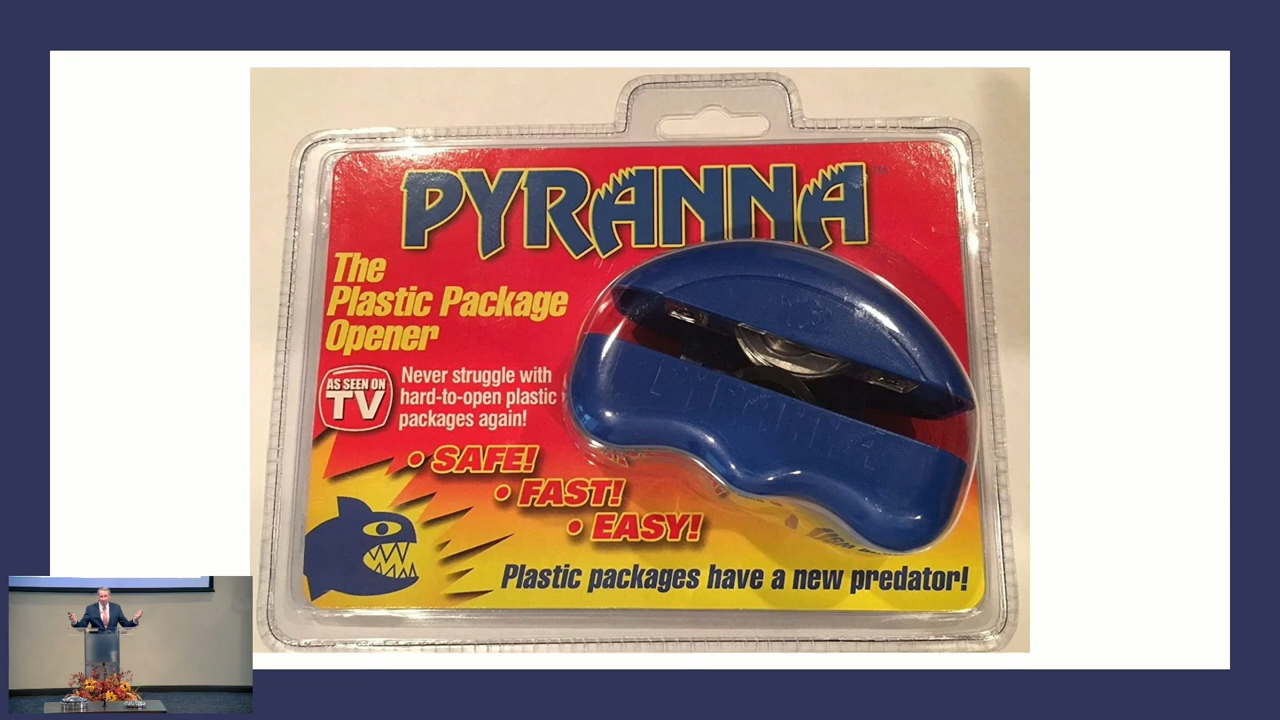 PYRANNA™
The
Plastic Package
Opener
AS SEEN ON
TV
Never struggle with
hard-to-open plastic
packages again!
• SAFE!
• FAST!
• EASY!
Plastic packages have a new predator!